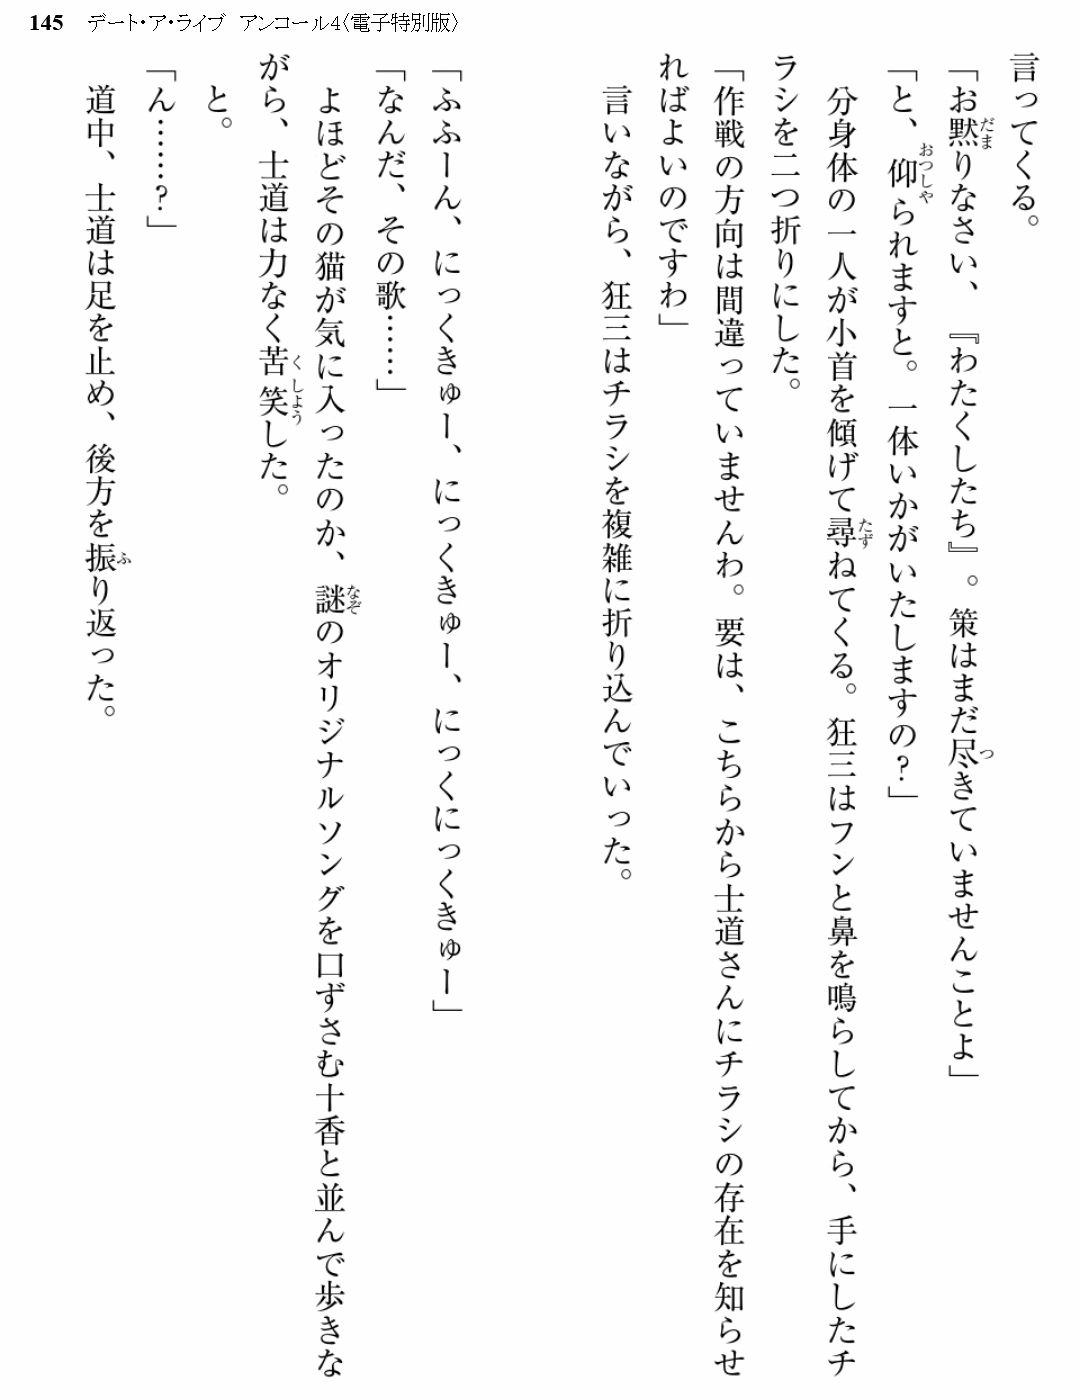 145 デート・ア・ライブ アンコール4〈電子特別版〉
言ってくる。
「お黙りなさい、『わたくしたち』。策はまだ尽きていませんことよ」
「と、仰られますと。一体いかがいたしますの?」
分身体の一人が小首を傾げて尋ねてくる。狂三はフンと鼻を鳴らしてから、手にしたチ
ラシを二つ折りにした。
「作戦の方向は間違っていませんわ。要は、こちらから士道さんにチラシの存在を知らせ
ればよいのですわ」
言いながら、狂三はチラシを複雑に折り込んでいった。
「ふふーん、にっくきゅー、にっくきゅー、にっくにっくきゅー」
「なんだ、その歌……」
よほどその猫が気に入ったのか、謎のオリジナルソングを口ずさむ十香と並んで歩きな
がら、士道は力なく苦笑した。
と。
「ん……?」
道中、士道は足を止め、後方を振り返った。